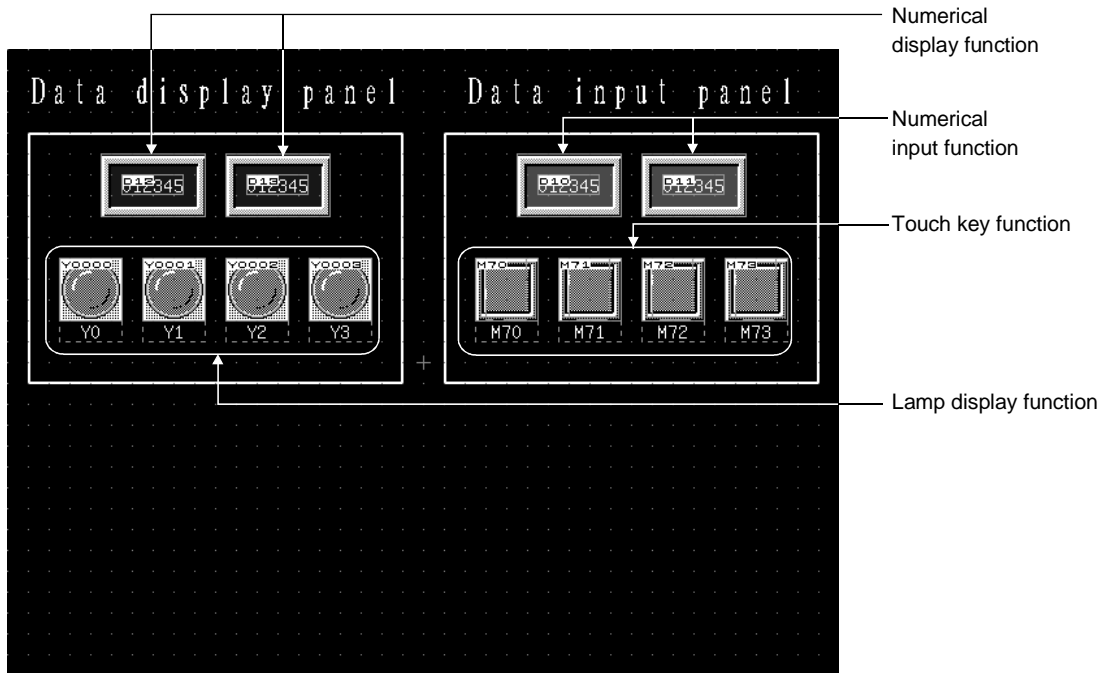 Numerical
display function
Data display panel
Data input panel
Numerical
input function
D12
012345
D13
012345
D10
012345
D11
012345
Touch key function
Y0000
Y0001
Y0002
Y0003
M70
M71
M72
M73
Y0
Y1
Y2
Y3
M70
M71
M72
M73
Lamp display function